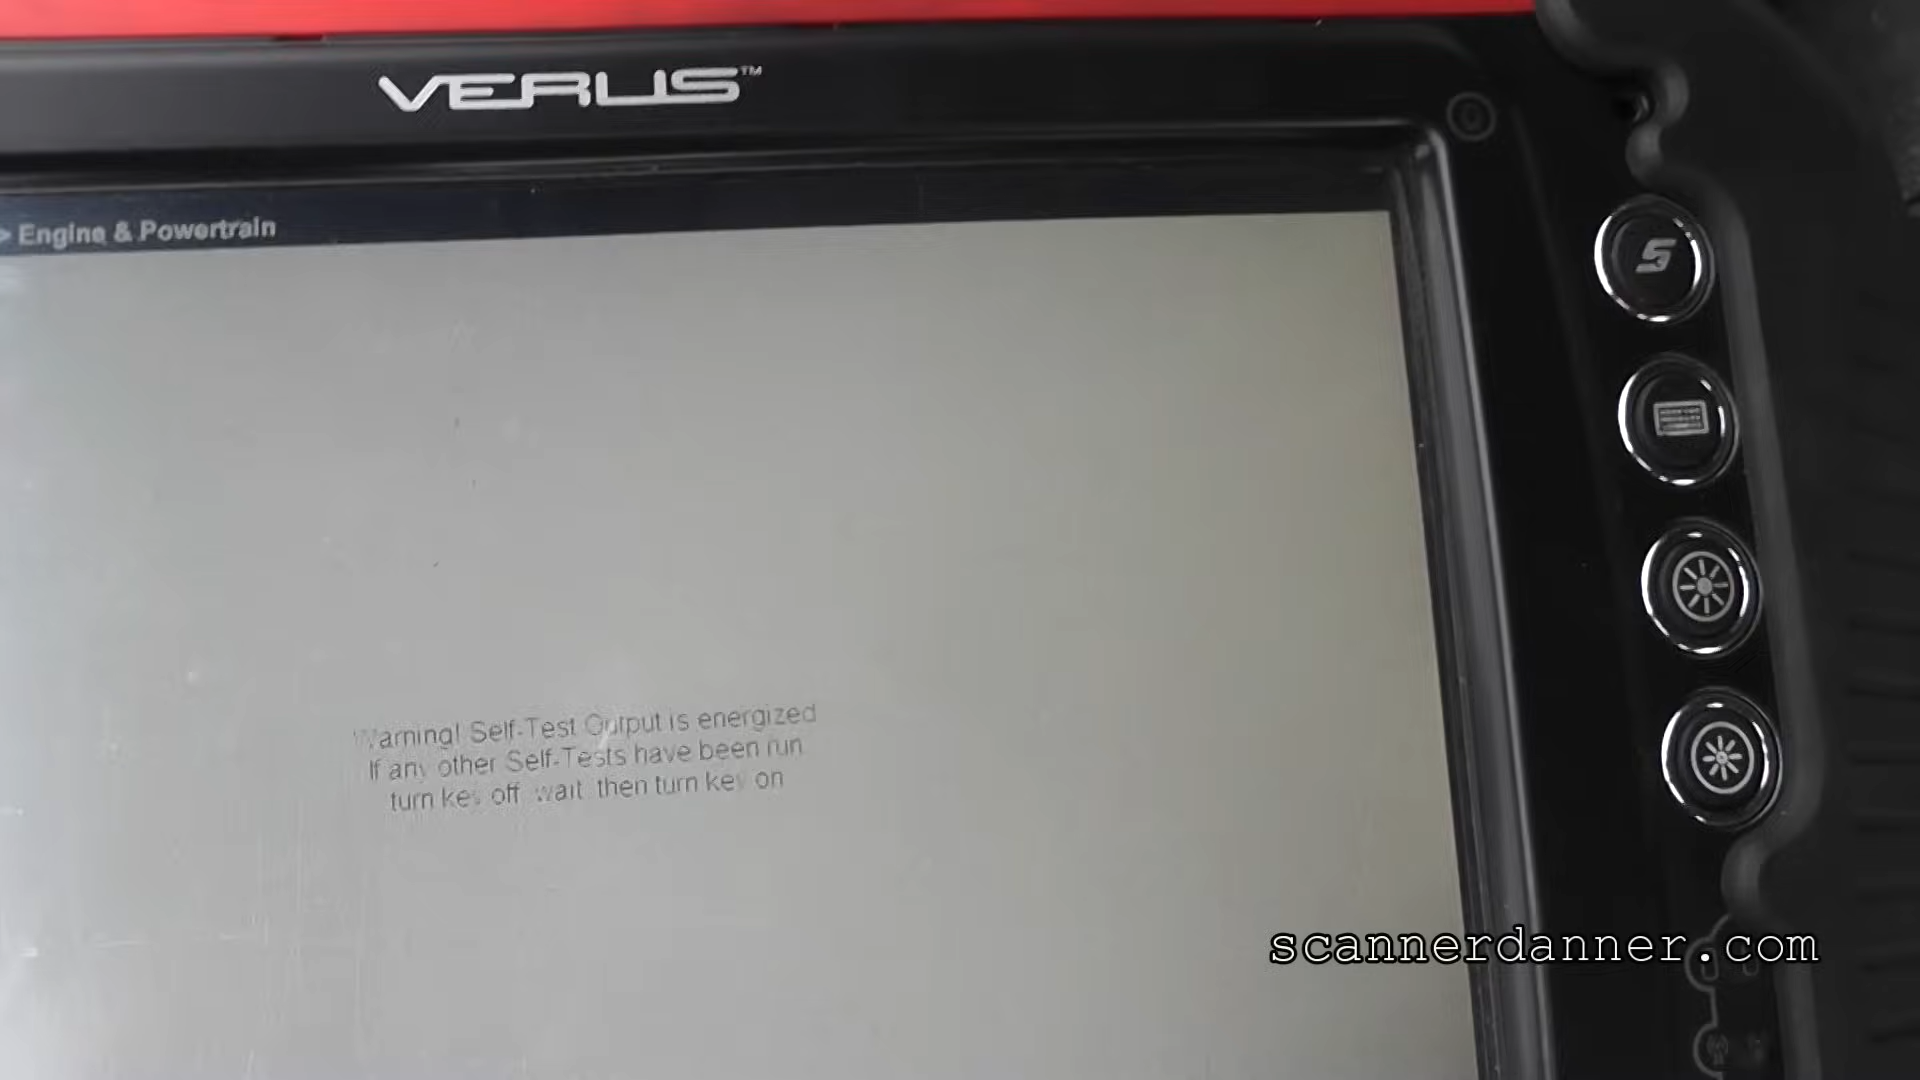 VERUS™
> Engine & Powertrain
Warning! Self-Test Output is energized
If any other Self-Tests have been run
turn key off, wait, then turn key on
scannerdanner.com